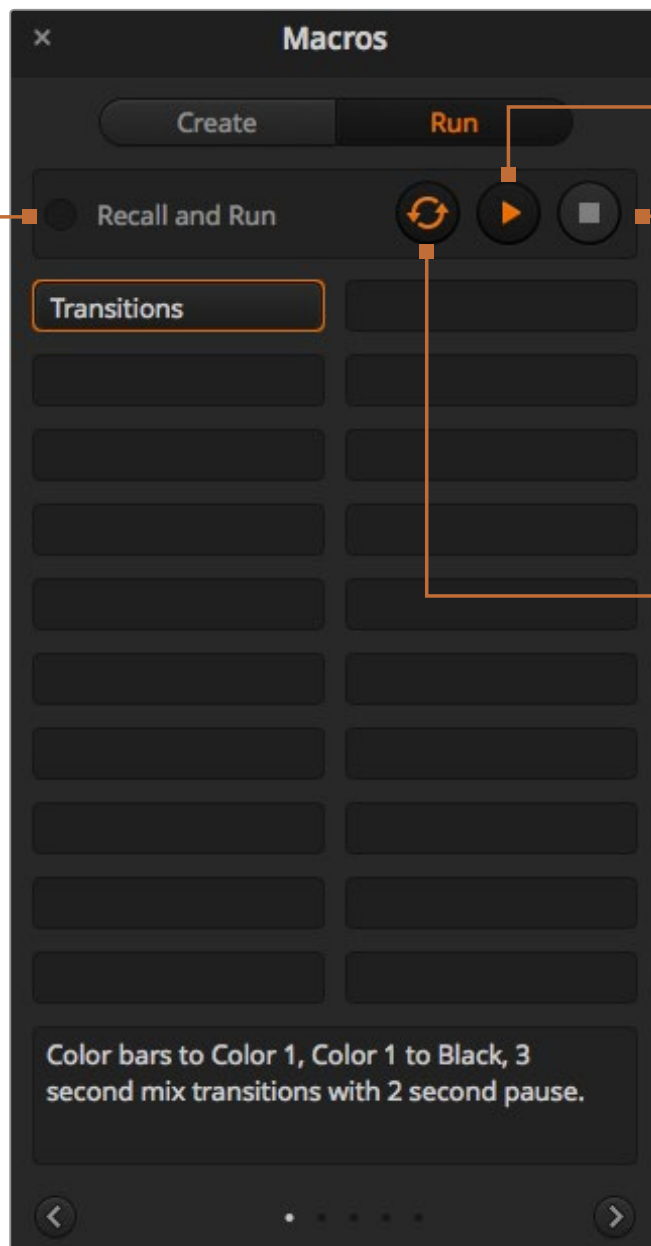 Macros
Create
Run
Recall and Run
Transitions
Color bars to Color 1, Color 1 to Black, 3
second mix transitions with 2 second pause.